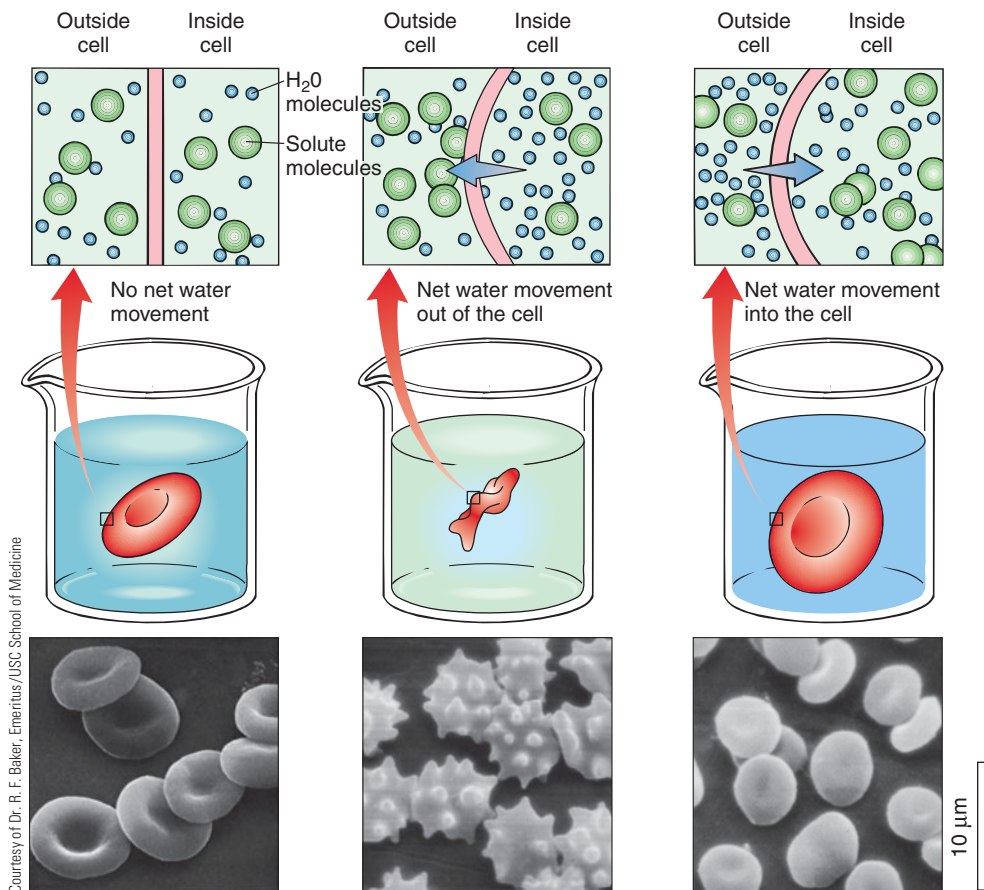 Outside
cell
Inside
cell
Outside
cell
Inside
cell
Outside
cell
Inside
cell
H₂0
molecules
Solute
molecules
No net water
movement
Net water movement
out of the cell
Net water movement
into the cell
Courtesy of Dr. R. F. Baker, Emeritus/USC School of Medicine
10 μm